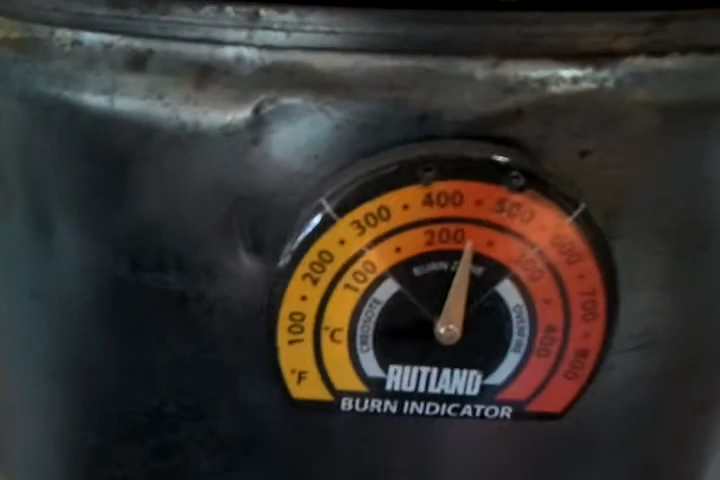 100 · 200 · 300 · 400 · 500 · 600 · 700 · 800
°F
100 · 200 · 300 · 400
°C
BURN ZONE
CREOSOTE
OVERFIRE
RUTLAND
BURN INDICATOR